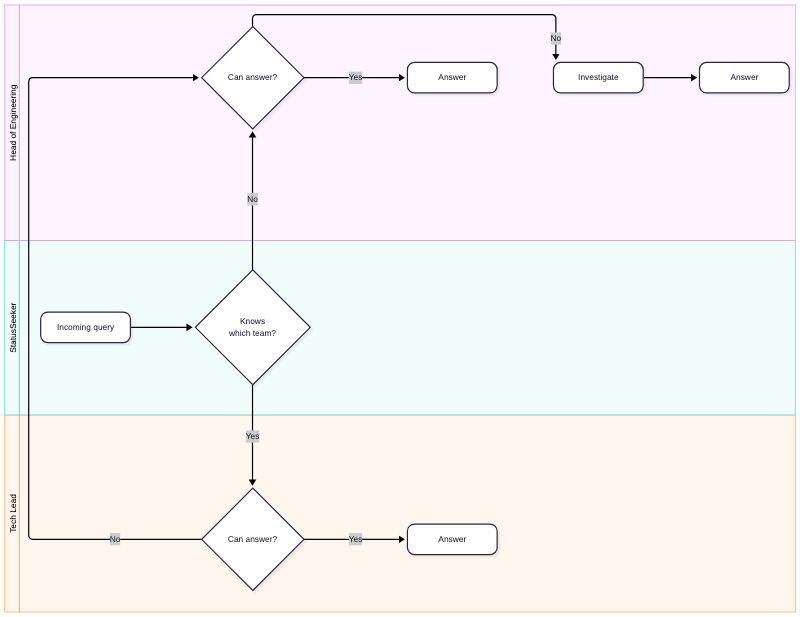 Head of Engineering
No
Can answer?
Yes
Answer
Investigate
Answer
No
StatusSeeker
Incoming query
Knows
which team?
Yes
Tech Lead
No
Can answer?
Yes
Answer